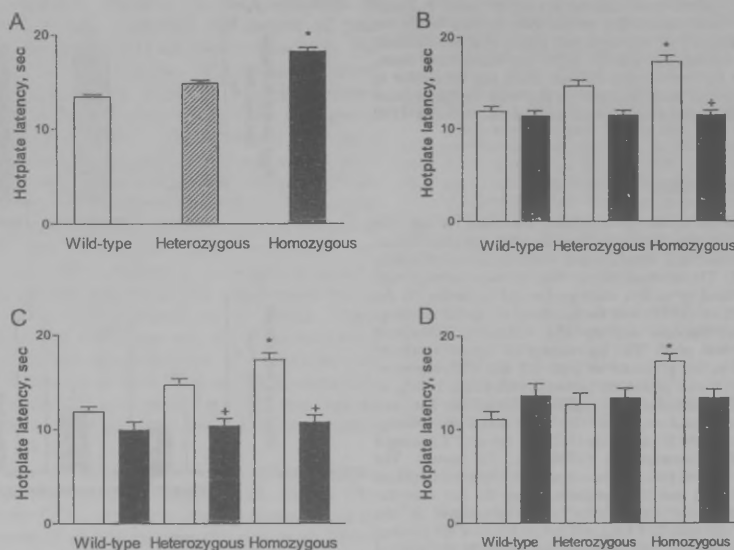 A
Hotplate latency, sec
20
10
0
*
Wild-type Heterozygous Homozygous
B
Hotplate latency, sec
20
10
0
*
+
Wild-type Heterozygous Homozygous
C
Hotplate latency, sec
20
10
0
*
+
+
Wild-type Heterozygous Homozygous
D
Hotplate latency, sec
20
10
0
*
Wild-type Heterozygous Homozygous